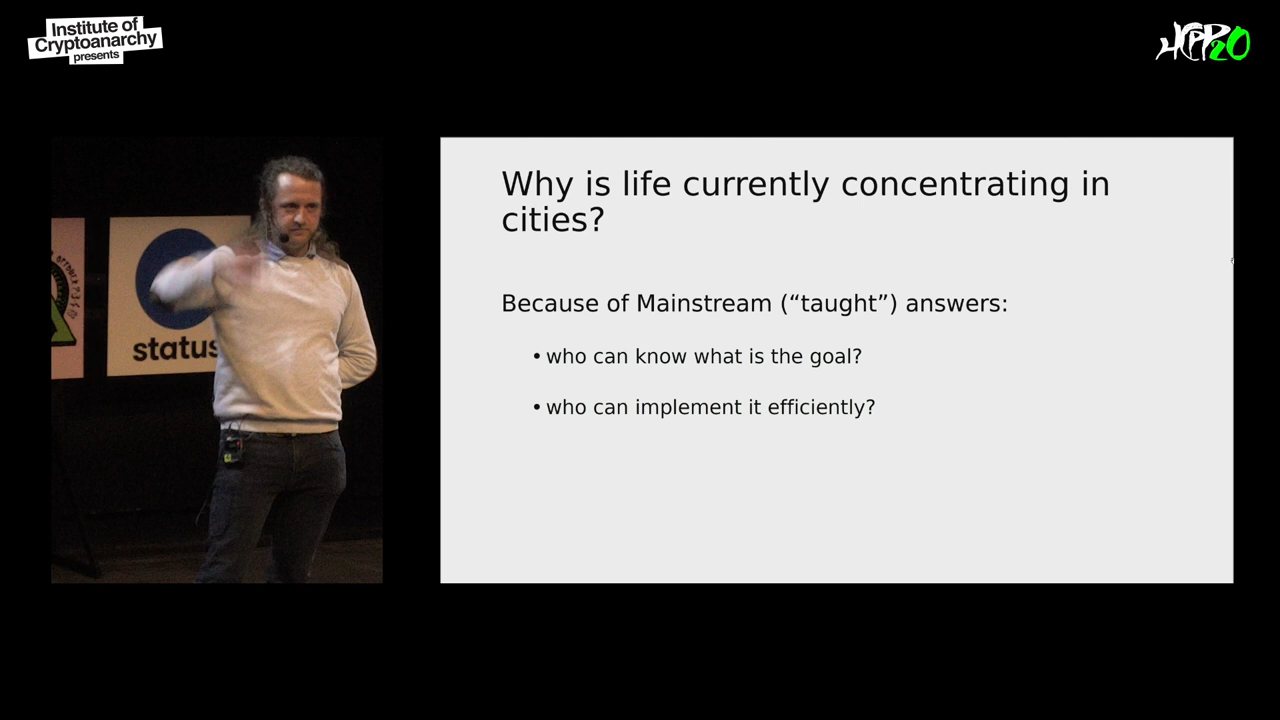 Institute of
Cryptoanarchy
presents
HCPP20
status
Why is life currently concentrating in
cities?
Because of Mainstream (“taught”) answers:
• who can know what is the goal?
• who can implement it efficiently?